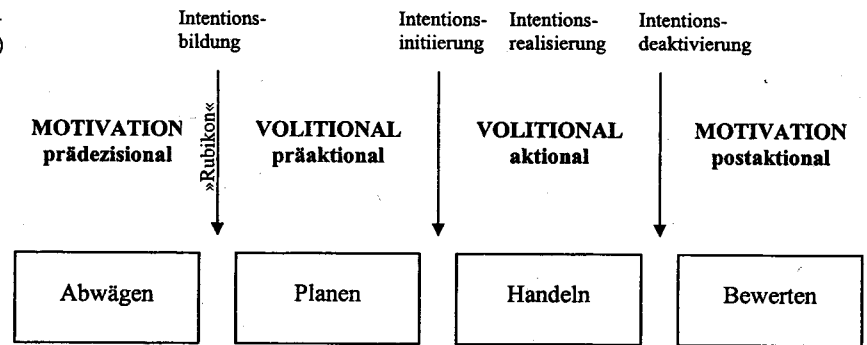 )
Intentions-
bildung
Intentions-
initiierung
Intentions-
realisierung
Intentions-
deaktivierung
MOTIVATION
prädezisional
»Rubikon«
VOLITIONAL
präaktional
VOLITIONAL
aktional
MOTIVATION
postaktional
Abwägen
Planen
Handeln
Bewerten